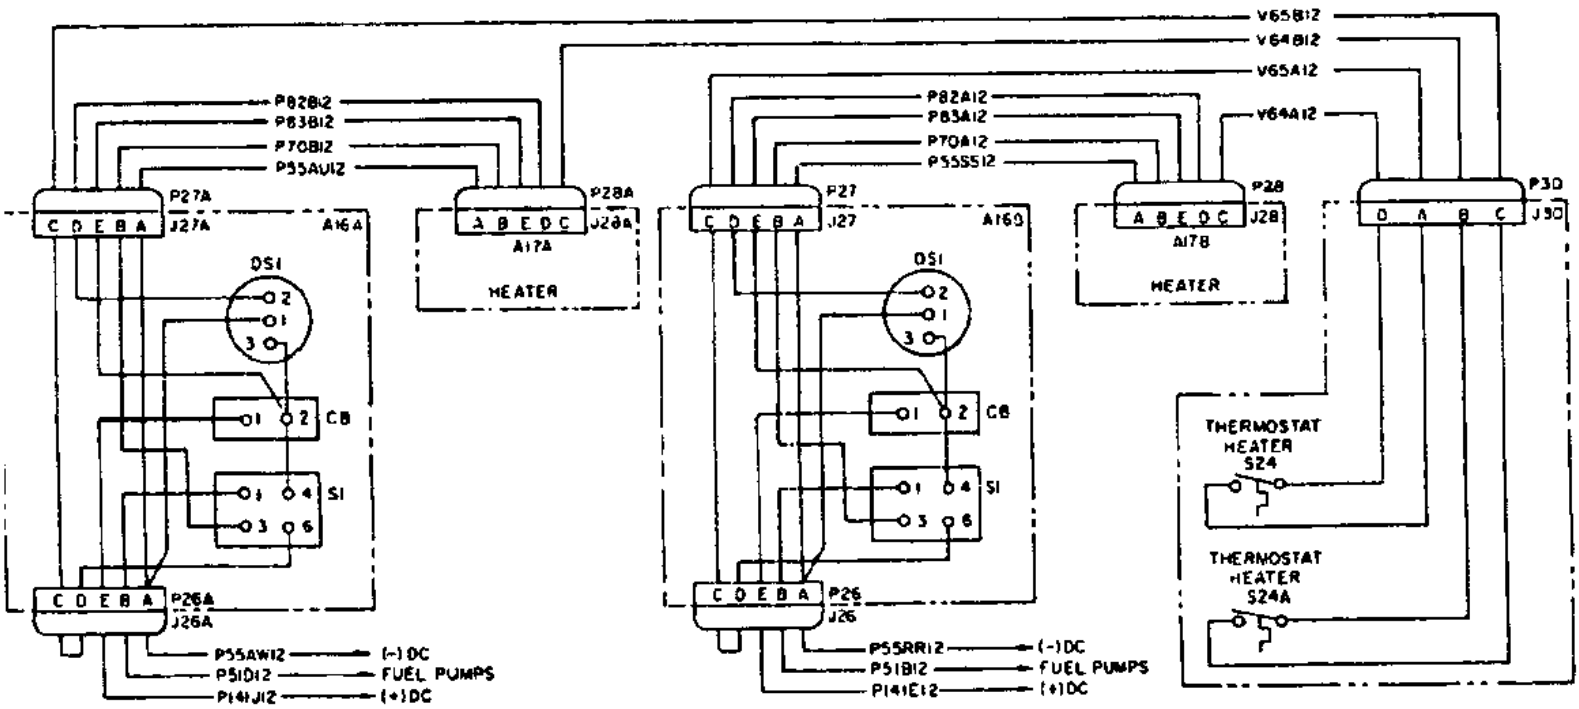 V65B12
V64B12
V65A12
P82B12
P82A12
P83B12
P83A12
V64A12
P70B12
P70A12
P55AU12
P55SS12
P27A
P28A
P27
P28
P30
C D E B A
J27A
A16A
A B E D C
J28A
A17A
HEATER
C D E B A
J27
A B E D C
J28
A17B
HEATER
D A B C
J30
DS1
2
1
3
1 2 CB
1 4 S1
3 6
DS1
2
1
3
1 2 CB
1 4 S1
3 6
THERMOSTAT
HEATER
S24
THERMOSTAT
HEATER
S24A
C D E B A
P26A
J26A
P55AW12 (-)DC
P51D12 FUEL PUMPS
P141J12 (+)DC
C D E B A
P26
J26
P55RR12 (-)DC
P51B12 FUEL PUMPS
P141E12 (+)DC